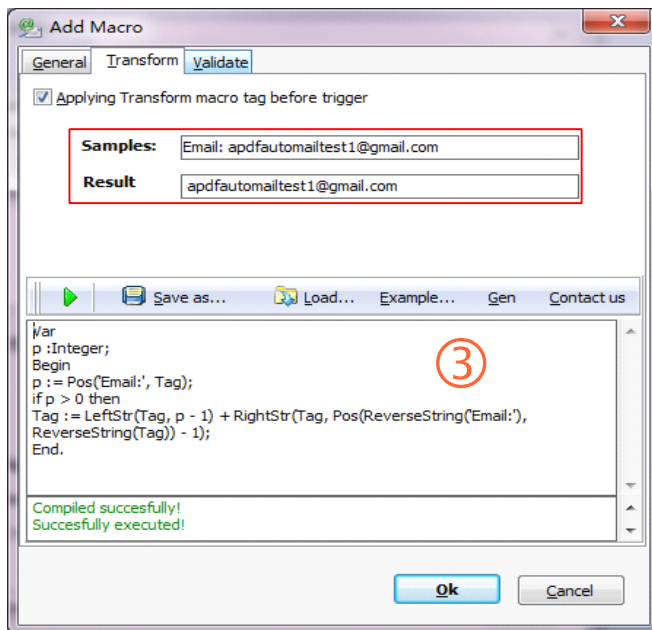 Add Macro
General Transform Validate
Applying Transform macro tag before trigger
Samples: Email: apdfautomailtest1@gmail.com
Result apdfautomailtest1@gmail.com
Save as... Load... Example... Gen Contact us
Var
p :Integer;
Begin
p := Pos('Email:', Tag);
if p > 0 then
Tag := LeftStr(Tag, p - 1) + RightStr(Tag, Pos(ReverseString('Email:'),
ReverseString(Tag)) - 1);
End.
③
Compiled succesfully!
Succesfully executed!
Ok Cancel